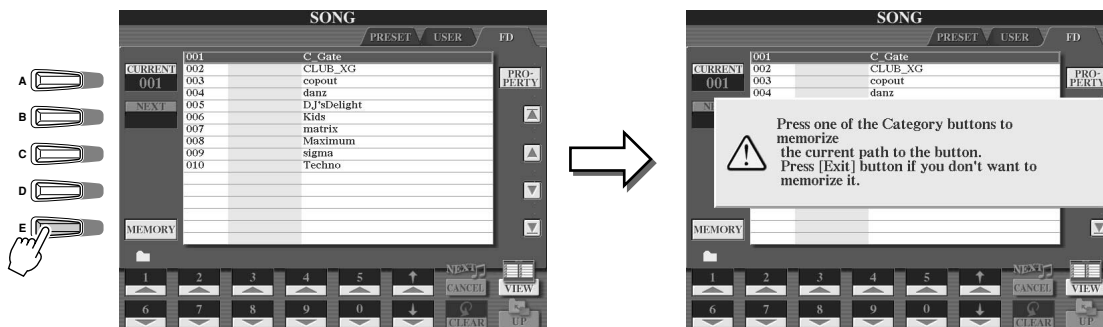 SONG
PRESET USER FD
A
B
C
D
E
CURRENT
001
NEXT
MEMORY
001 C_Gate
002 CLUB_XG
003 copout
004 danz
005 DJ'sDelight
006 Kids
007 matrix
008 Maximum
009 sigma
010 Techno
PRO-
PERTY
1 2 3 4 5 ↑ NEXT
CANCEL VIEW
6 7 8 9 0 ↓
CLEAR UP
SONG
PRESET USER FD
CURRENT
001
001 C_Gate
002 CLUB_XG
003 copout
004 danz
PRO-
PERTY
Press one of the Category buttons to
memorize
the current path to the button.
Press [Exit] button if you don't want to
memorize it.
MEMORY
1 2 3 4 5 ↑ NEXT
CANCEL VIEW
6 7 8 9 0 ↓
CLEAR UP